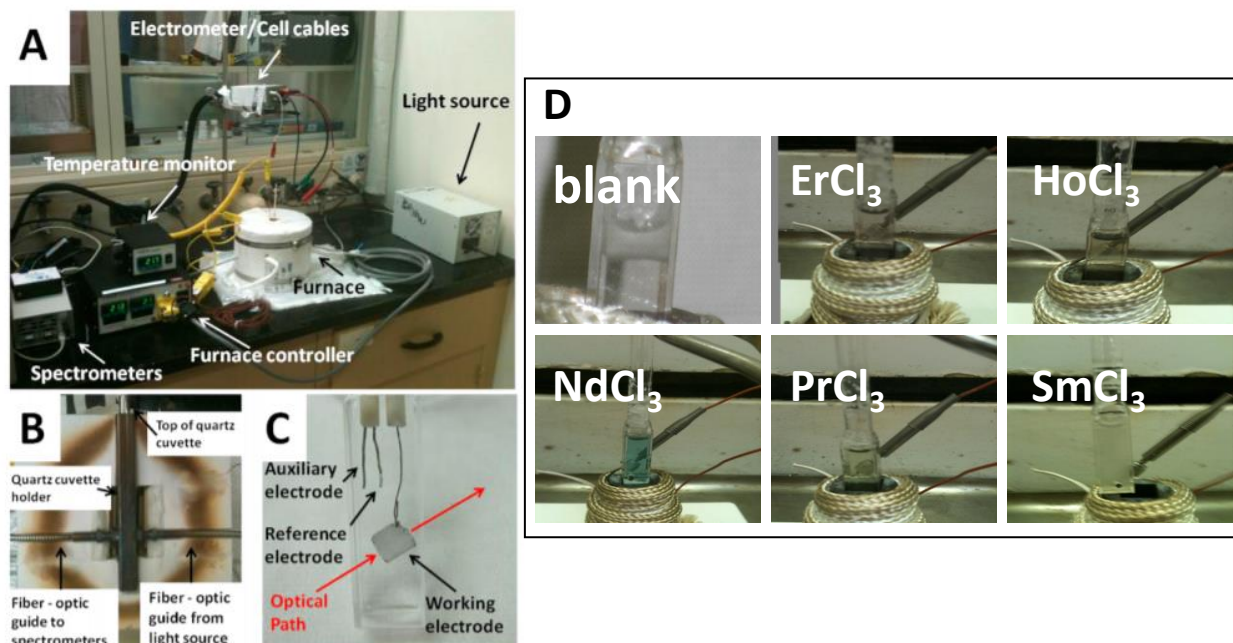 A
Electrometer/Cell cables
Light source
Temperature monitor
Furnace
Furnace controller
Spectrometers
B
Top of quartz
cuvette
Quartz cuvette
holder
Fiber - optic
guide to
spectrometers
Fiber - optic
guide from
light source
C
Auxiliary
electrode
Reference
electrode
Optical
Path
Working
electrode
D
blank
ErCl₃
HoCl₃
NdCl₃
PrCl₃
SmCl₃